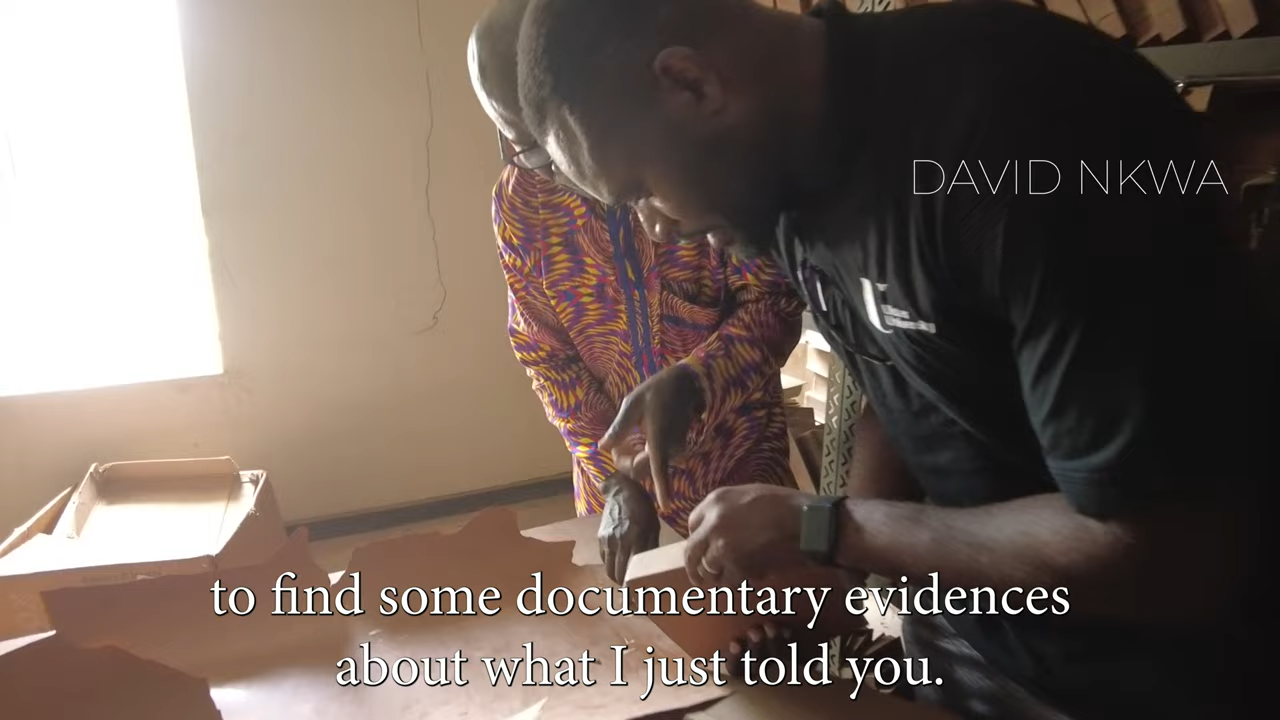 DAVID NKWA
to find some documentary evidences
about what I just told you.